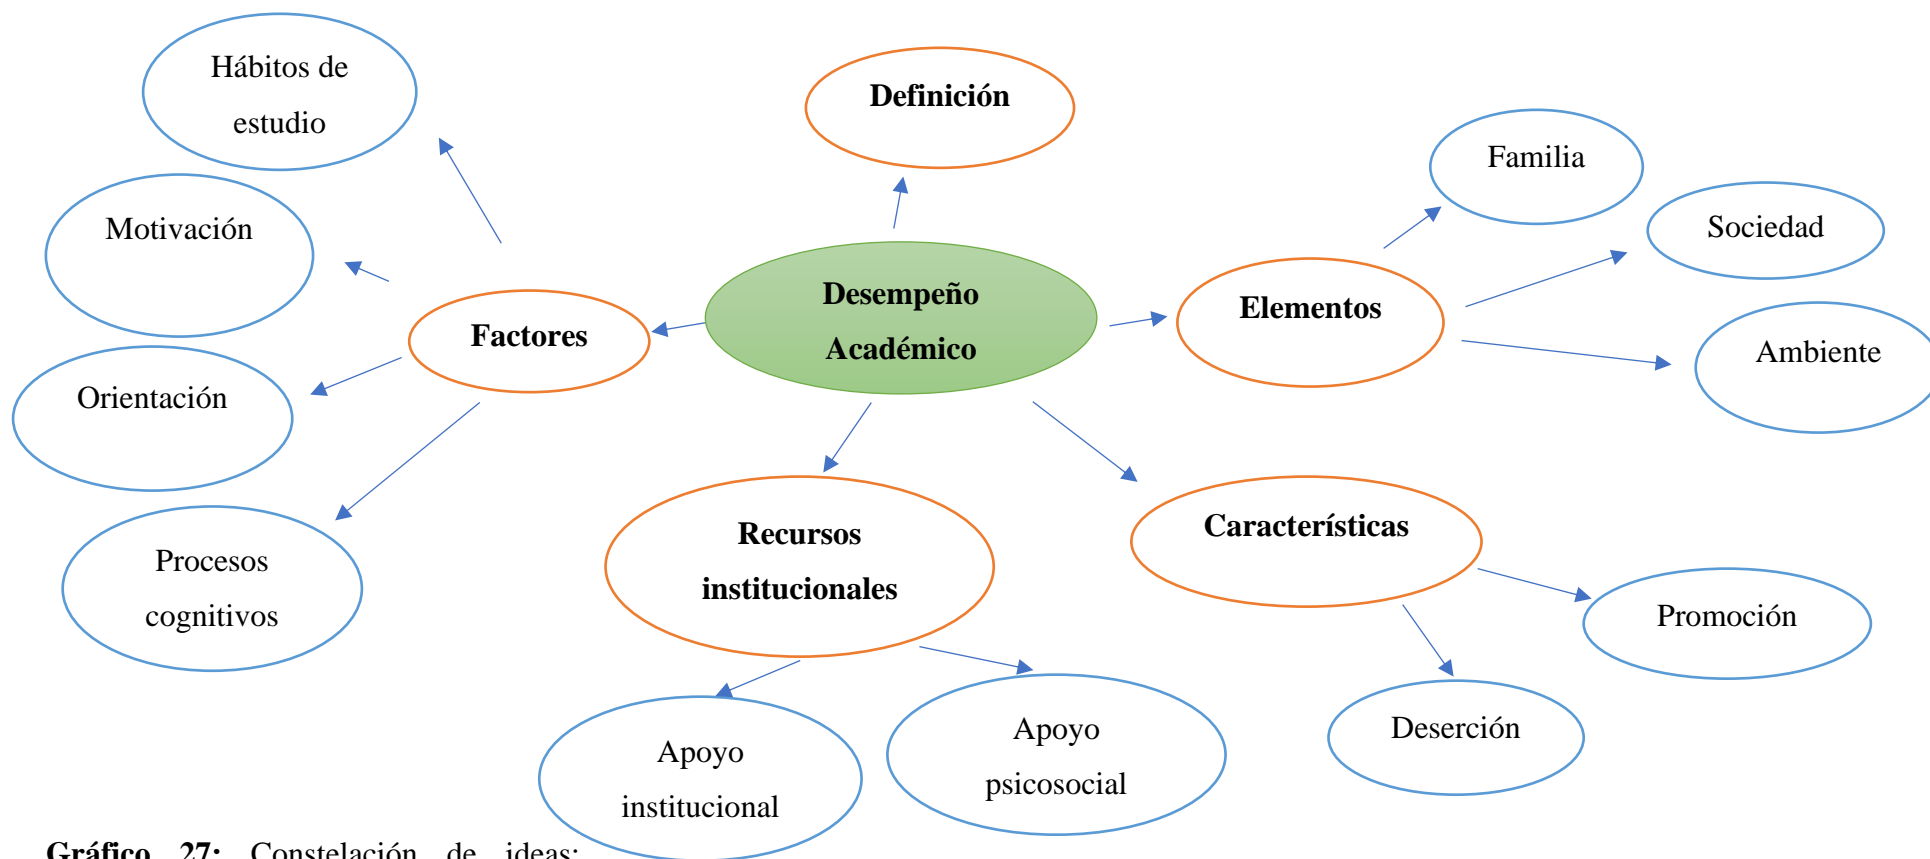 Hábitos de
estudio
Definición
Familia
Motivación
Sociedad
Desempeño
Académico
Factores
Elementos
Ambiente
Orientación
Recursos
institucionales
Característícas
Procesos
cognitivos
Promoción
Deserción
Apoyo
institucional
Apoyo
psicosocial
Gráfico 27: Constelación de ideas: